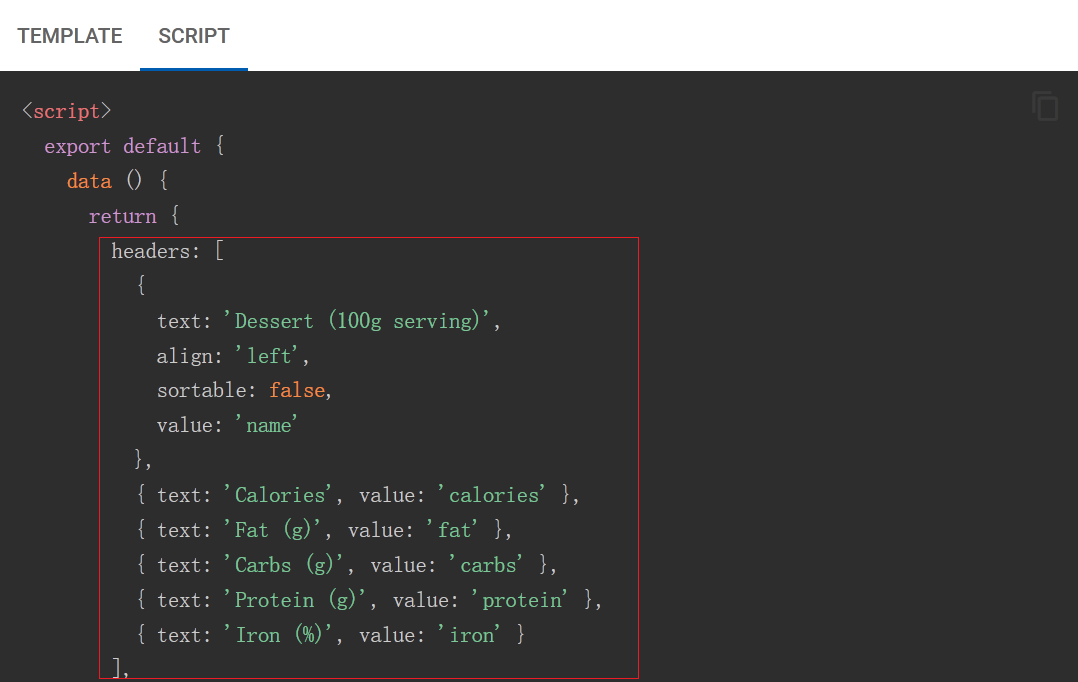 TEMPLATE SCRIPT
<script>
export default {
data () {
return {
headers: [
{
text: 'Dessert (100g serving)',
align: 'left',
sortable: false,
value: 'name'
},
{ text: 'Calories', value: 'calories' },
{ text: 'Fat (g)', value: 'fat' },
{ text: 'Carbs (g)', value: 'carbs' },
{ text: 'Protein (g)', value: 'protein' },
{ text: 'Iron (%)', value: 'iron' }
],